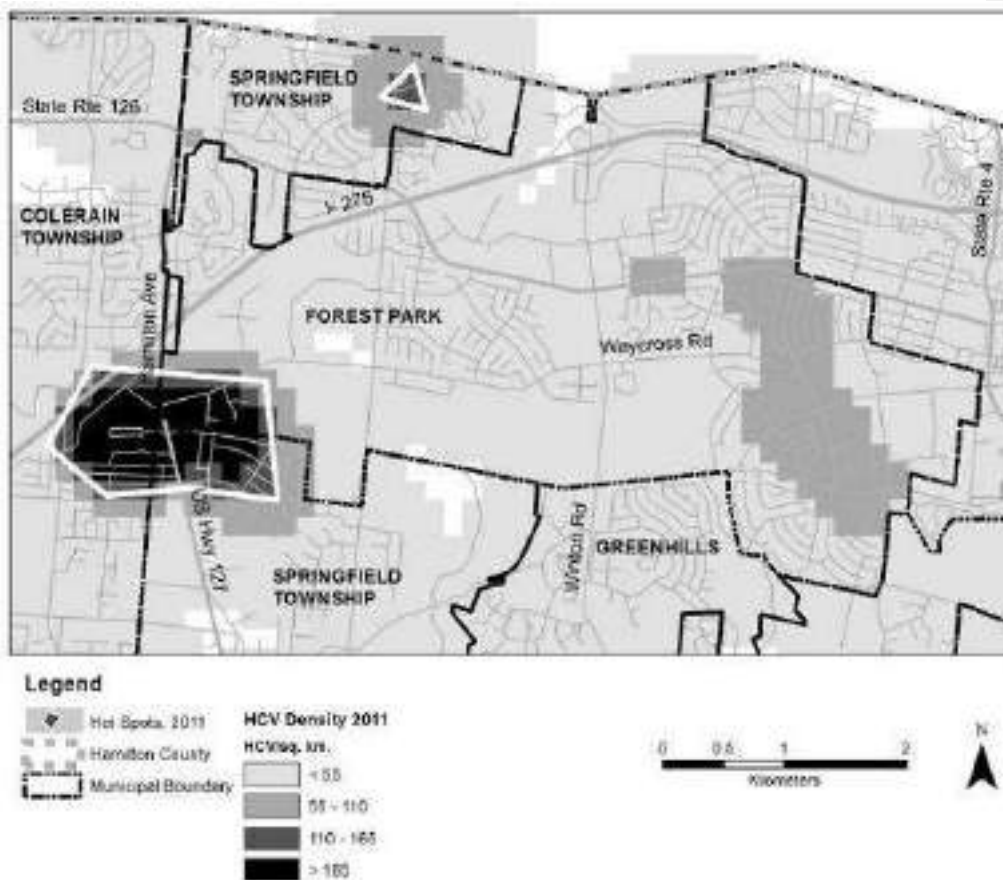 SPRINGFIELD
TOWNSHIP
State Rte 126
COLERAIN
TOWNSHIP
I-275
State Rte 4
Hamilton Ave
FOREST PARK
Waycross Rd
US Hwy 127
Winton Rd
GREENHILLS
SPRINGFIELD
TOWNSHIP
Legend
Hot Spots, 2011
Hamilton County
Municipal Boundary
HCV Density 2011
HCV/sq. km.
< 55
55 - 110
110 - 165
> 165
0 0.5 1 2
Kilometers
N